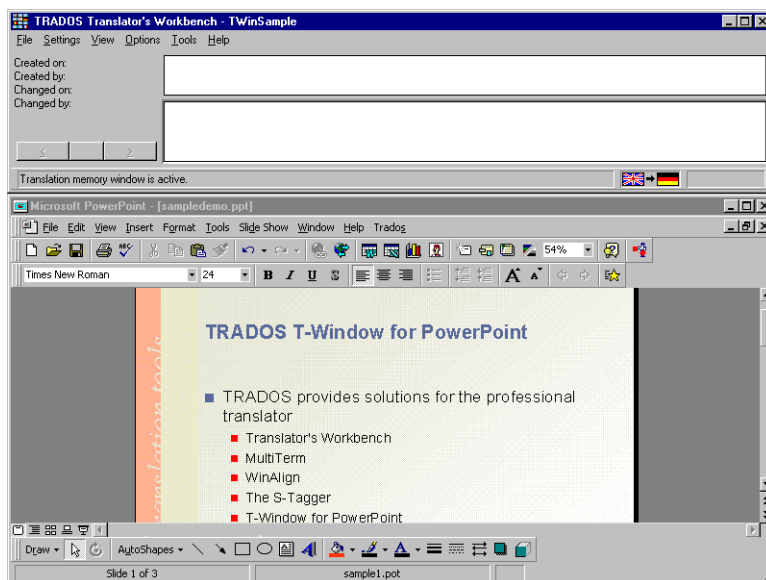 TRADOS Translator's Workbench - TWinSample
File Settings View Options Tools Help
Created on:
Created by:
Changed on:
Changed by:
Translation memory window is active.
Microsoft PowerPoint - [sampledemo.ppt]
File Edit View Insert Format Tools Slide Show Window Help Trados
54%
Times New Roman 24 B I U S A A
TRADOS T-Window for PowerPoint
TRADOS provides solutions for the professional
translator
Translator's Workbench
MultiTerm
WinAlign
The S-Tagger
T-Window for PowerPoint
translation tools
Draw AutoShapes
Slide 1 of 3 sample1.pot